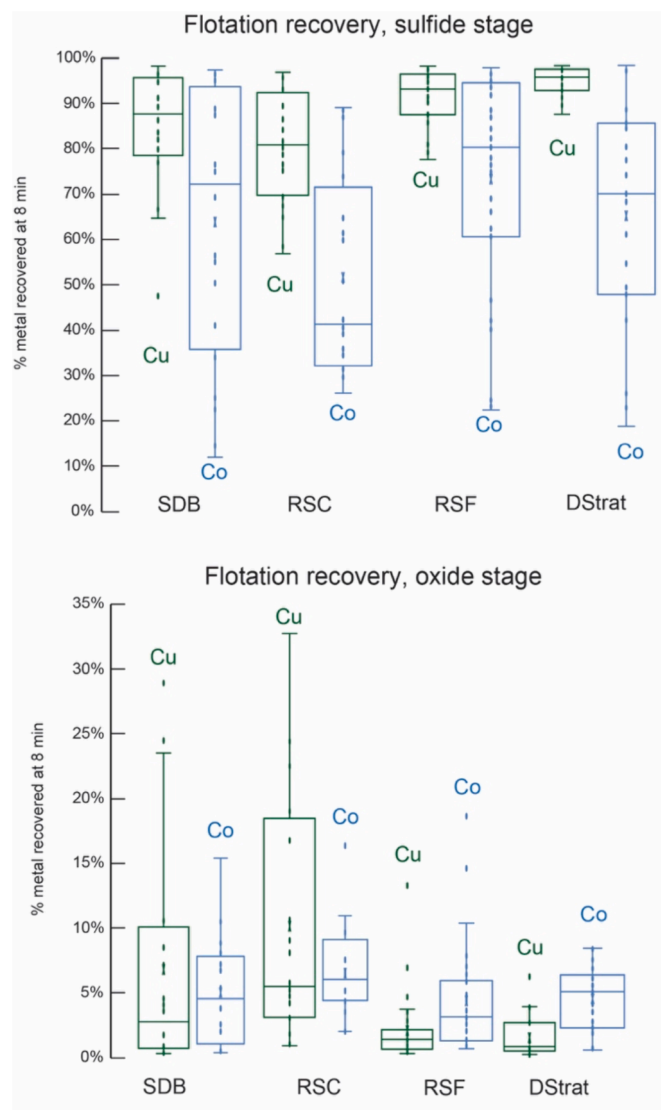 Flotation recovery, sulfide stage
% metal recovered at 8 min
100%
90%
80%
70%
60%
50%
40%
30%
20%
10%
0%
Cu
Co
Cu
Co
Cu
Co
Cu
Co
SDB
RSC
RSF
DStrat
Flotation recovery, oxide stage
% metal recovered at 8 min
35%
30%
25%
20%
15%
10%
5%
0%
Cu
Co
Cu
Co
Cu
Co
Cu
Co
SDB
RSC
RSF
DStrat